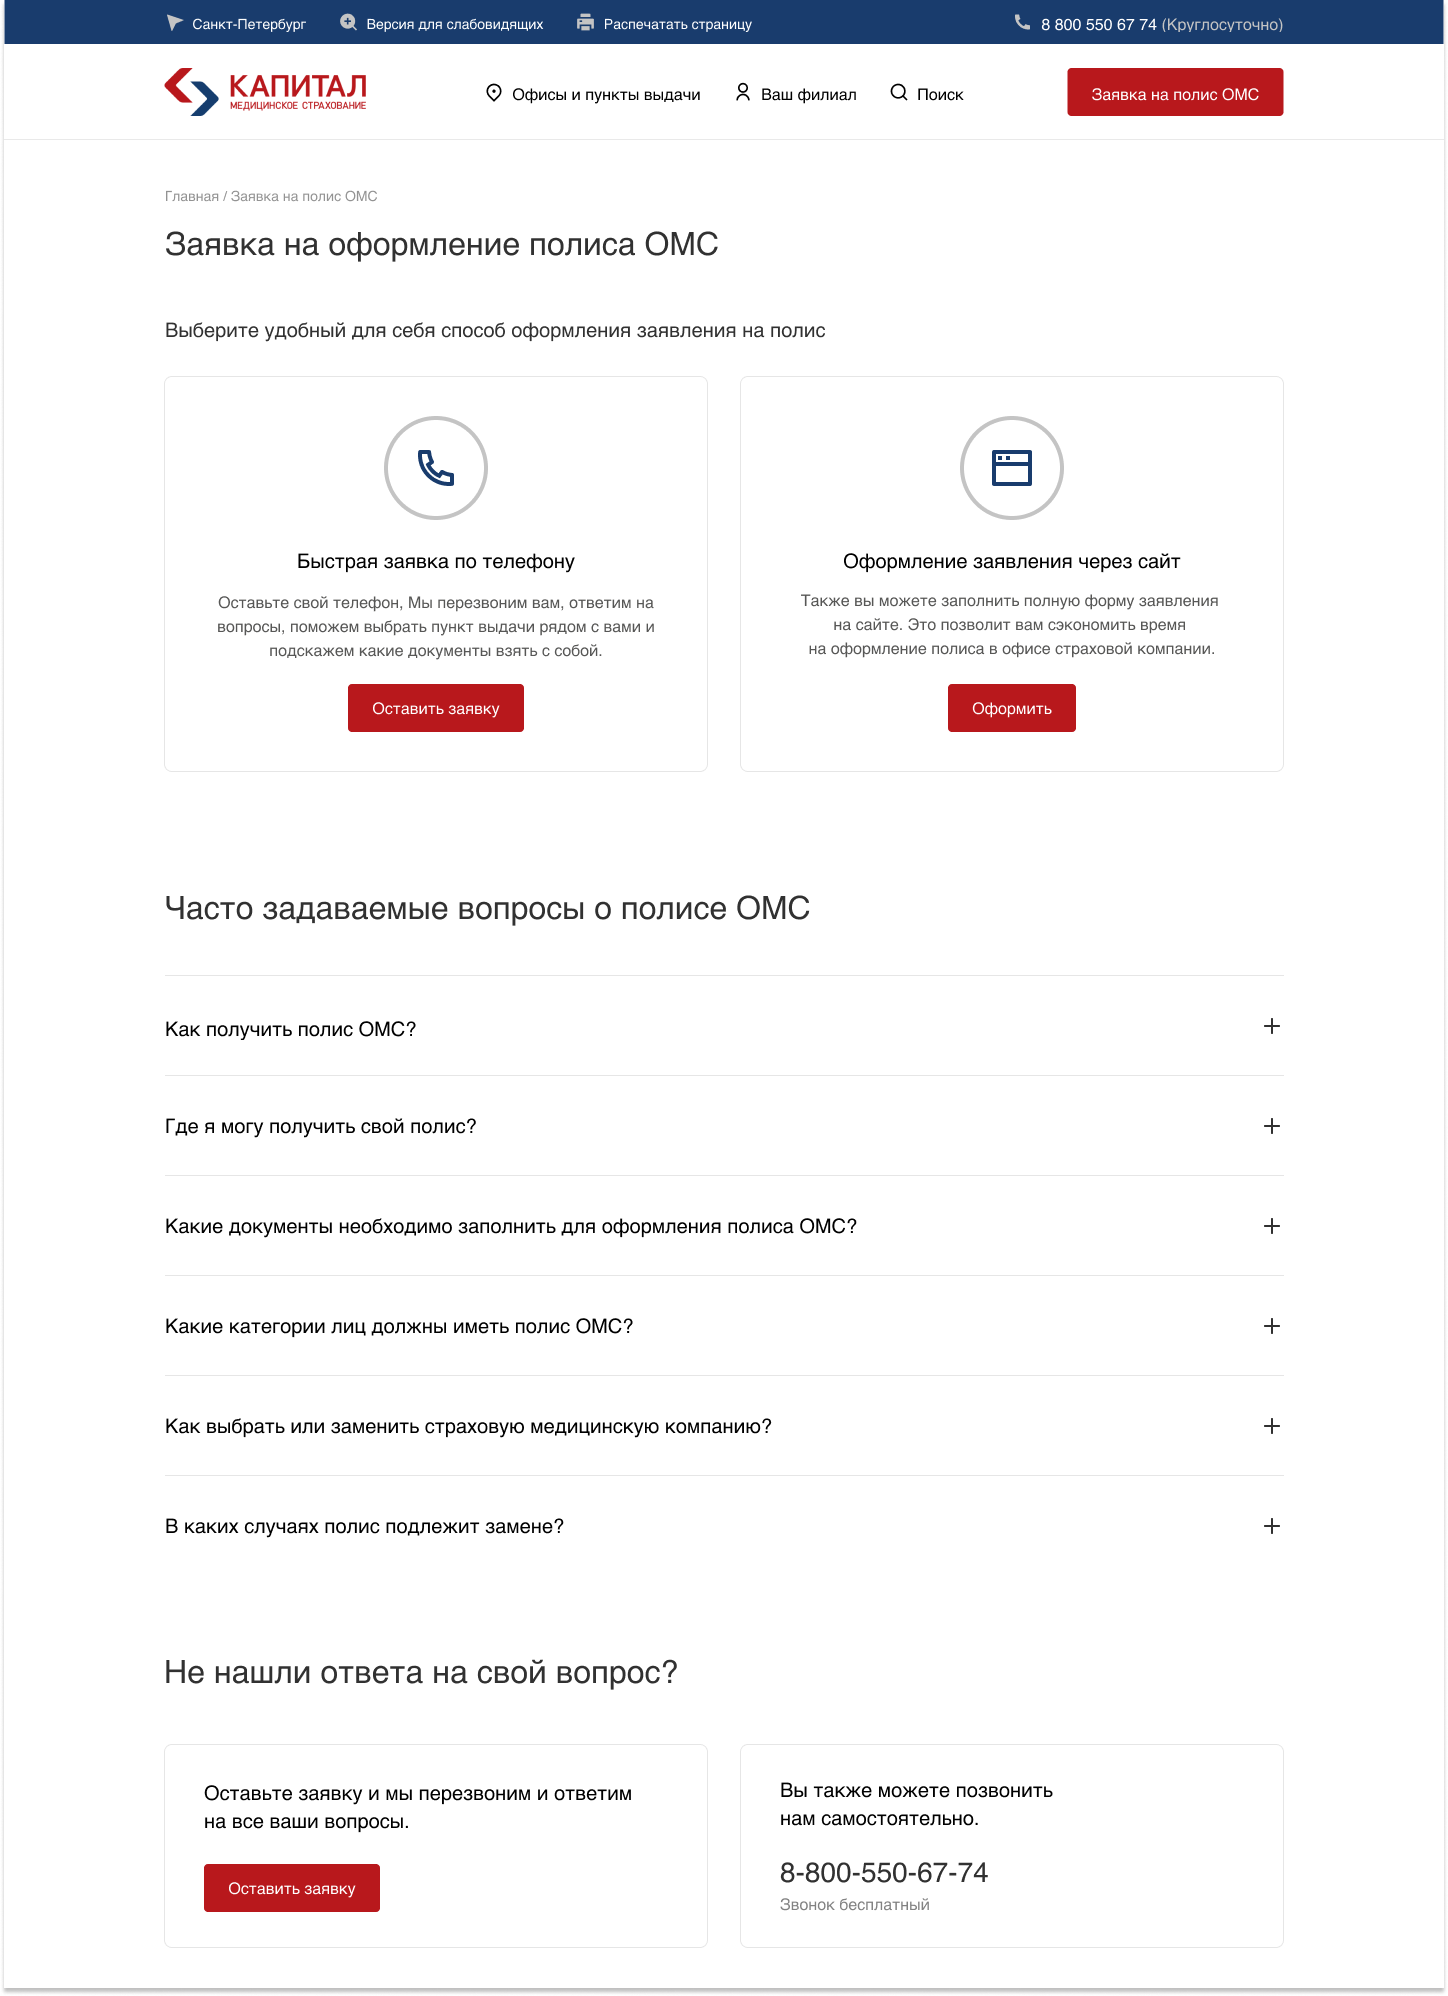 Санкт-Петербург
Версия для слабовидящих
Распечатать страницу
8 800 550 67 74 (Круглосуточно)
КАПИТАЛ
МЕДИЦИНСКОЕ СТРАХОВАНИЕ
Офисы и пункты выдачи
Ваш филиал
Поиск
Заявка на полис ОМС
Главная / Заявка на полис ОМС
Заявка на оформление полиса ОМС
Выберите удобный для себя способ оформления заявления на полис
Быстрая заявка по телефону
Оставьте свой телефон, Мы перезвоним вам, ответим на
вопросы, поможем выбрать пункт выдачи рядом с вами и
подскажем какие документы взять с собой.
Оставить заявку
Оформление заявления через сайт
Также вы можете заполнить полную форму заявления
на сайте. Это позволит вам сэкономить время
на оформление полиса в офисе страховой компании.
Оформить
Часто задаваемые вопросы о полисе ОМС
Как получить полис ОМС?
Где я могу получить свой полис?
Какие документы необходимо заполнить для оформления полиса ОМС?
Какие категории лиц должны иметь полис ОМС?
Как выбрать или заменить страховую медицинскую компанию?
В каких случаях полис подлежит замене?
Не нашли ответа на свой вопрос?
Оставьте заявку и мы перезвоним и ответим
на все ваши вопросы.
Оставить заявку
Вы также можете позвонить
нам самостоятельно.
8-800-550-67-74
Звонок бесплатный